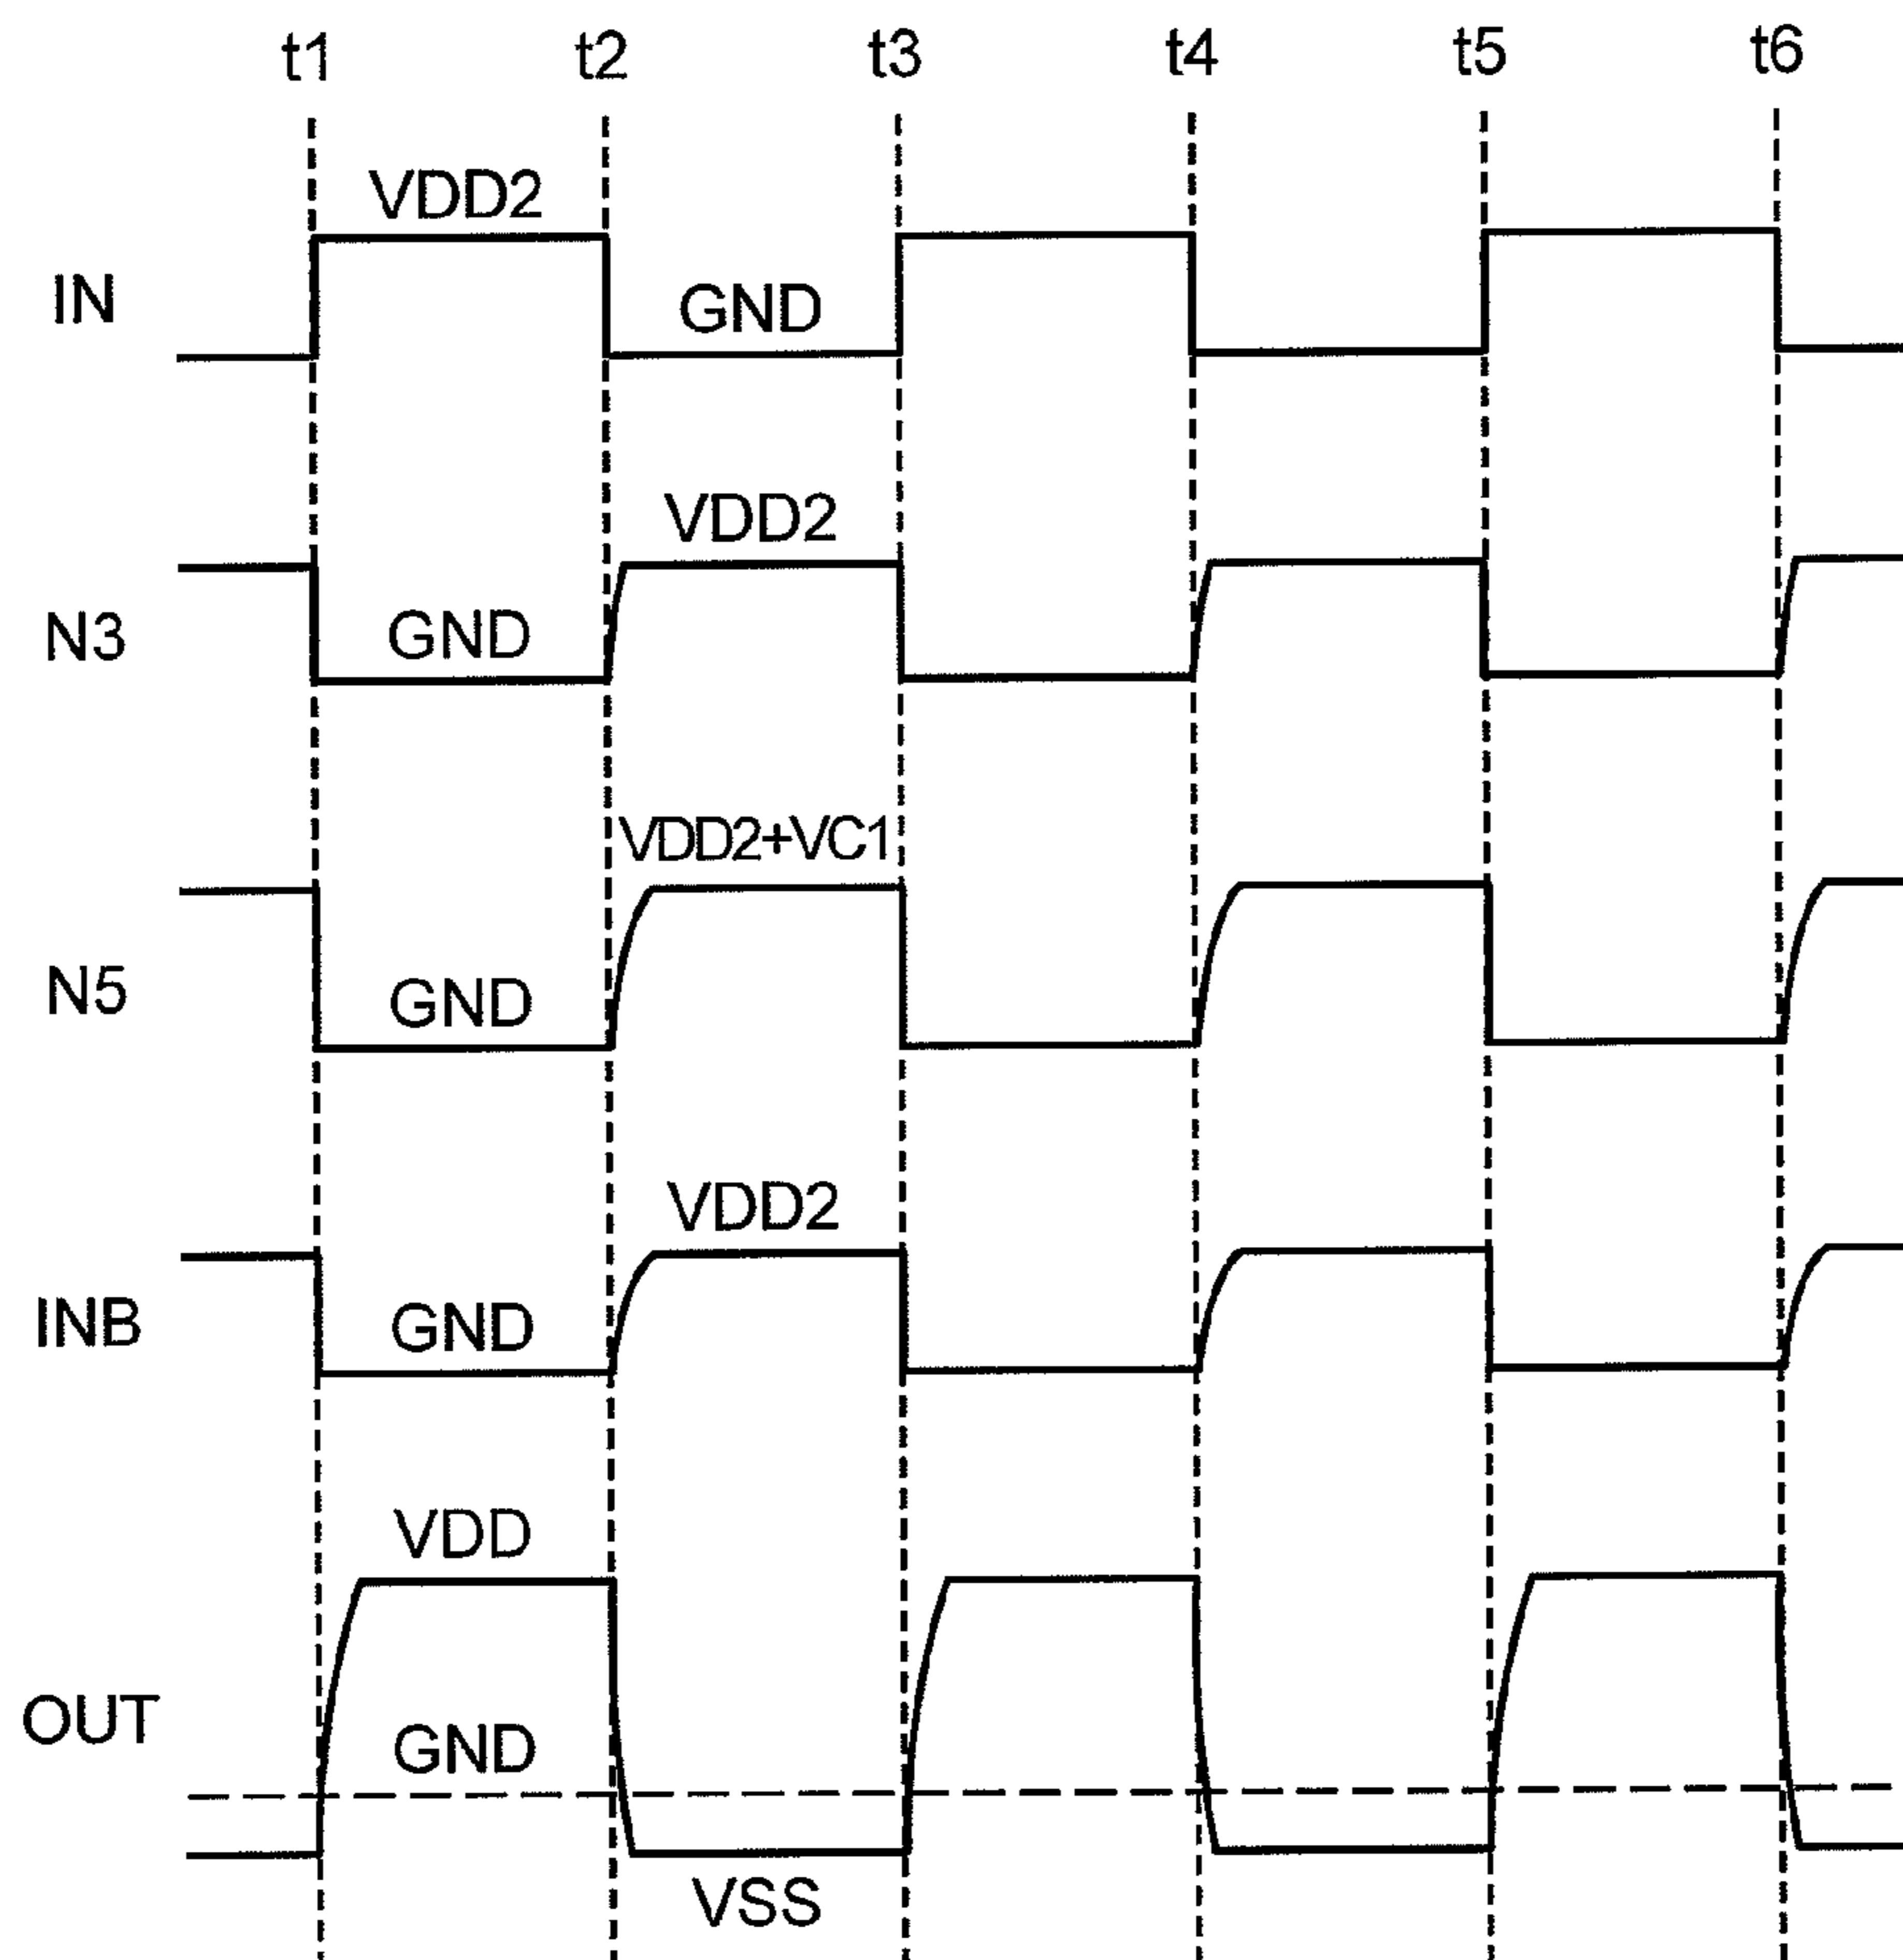 t1 t2 t3 t4 t5 t6
VDD2
IN
GND
VDD2
N3
GND
VDD2+VC1
N5
GND
VDD2
INB
GND
VDD
OUT
GND
VSS